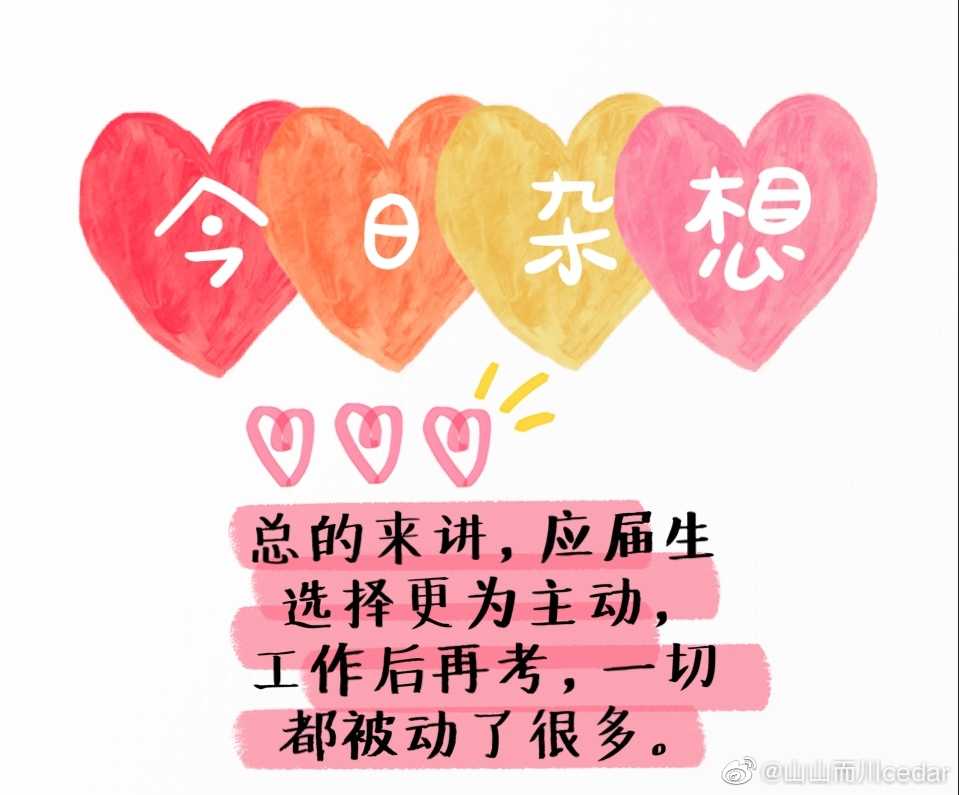 今日杂想
总的来讲，应届生
选择更为主动，
工作后再考，一切
都被动了很多。
@山山而川cedar